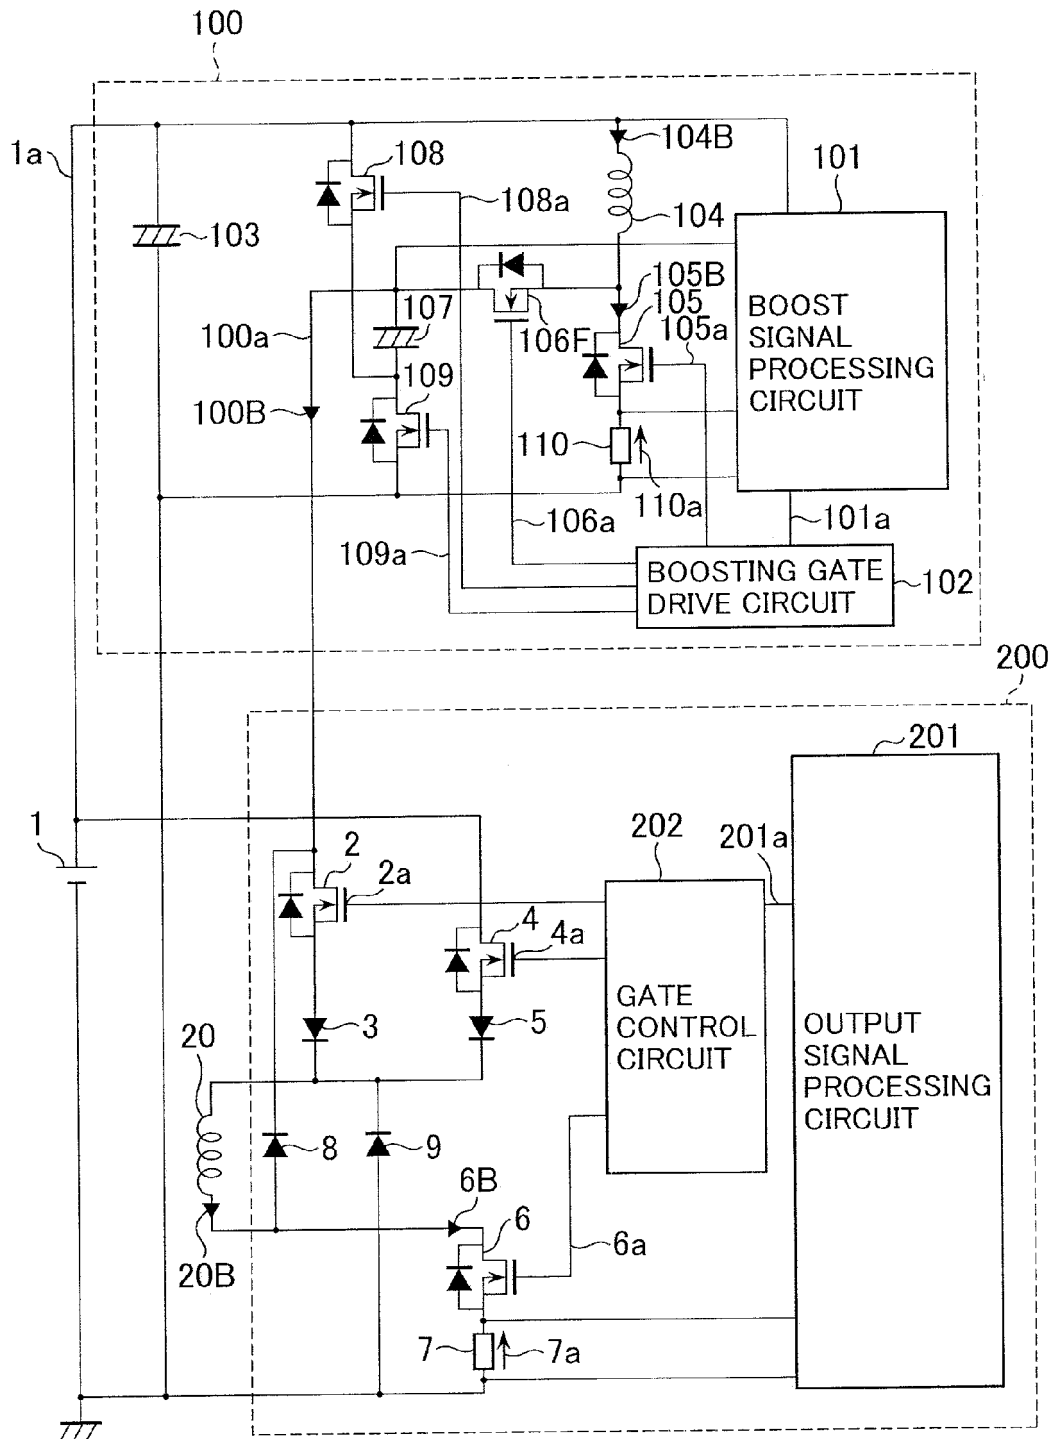 100
1a
108
104B
101
108a
104
103
105B
107
105
BOOST
SIGNAL
PROCESSING
CIRCUIT
100a
106F
105a
109
100B
110
110a
106a
101a
109a
BOOSTING GATE
DRIVE CIRCUIT
102
200
201
1
202
201a
2
2a
4
4a
GATE
CONTROL
CIRCUIT
OUTPUT
SIGNAL
PROCESSING
CIRCUIT
3
5
20
8
9
6B
6
6a
20B
7
7a